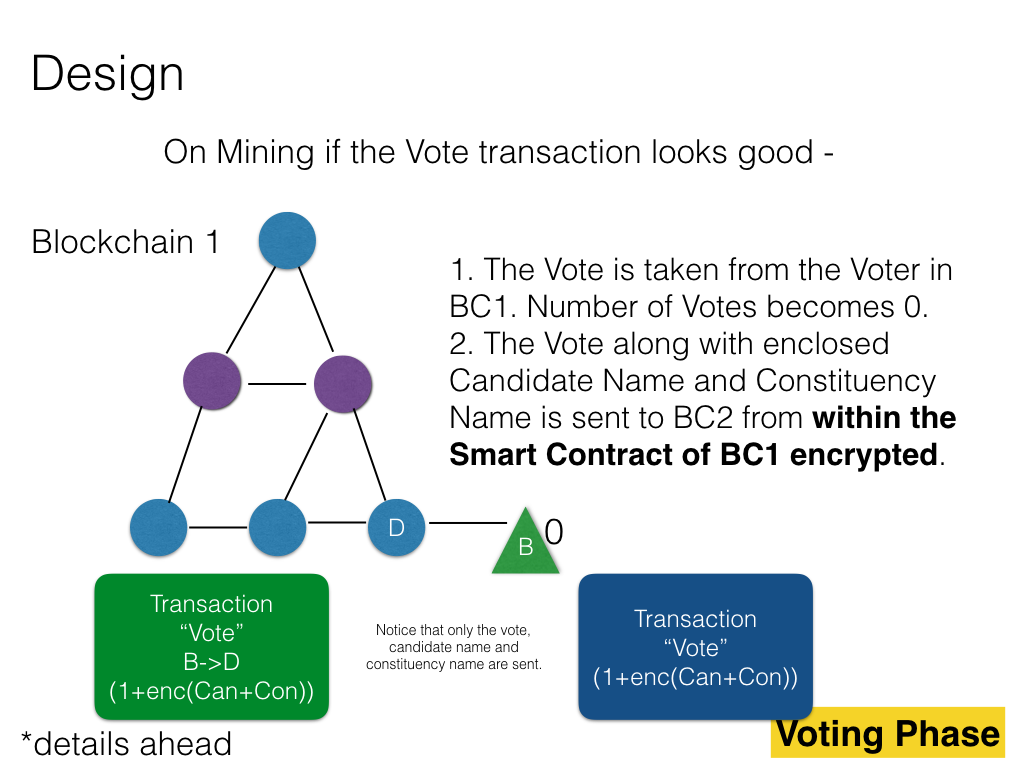 Design
On Mining if the Vote transaction looks good -
Blockchain 1
1. The Vote is taken from the Voter in
BC1. Number of Votes becomes 0.
2. The Vote along with enclosed
Candidate Name and Constituency
Name is sent to BC2 from within the
Smart Contract of BC1 encrypted.
D
B
0
Transaction
“Vote”
B->D
(1+enc(Can+Con))
Notice that only the vote,
candidate name and
constituency name are sent.
Transaction
“Vote”
(1+enc(Can+Con))
*details ahead
Voting Phase